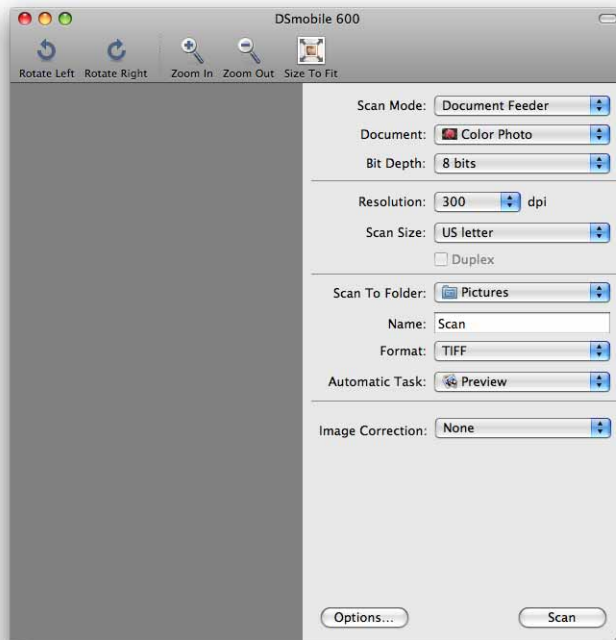 DSmobile 600
Rotate Left Rotate Right Zoom In Zoom Out Size To Fit
Scan Mode: Document Feeder
Document: Color Photo
Bit Depth: 8 bits
Resolution: 300 dpi
Scan Size: US letter
Duplex
Scan To Folder: Pictures
Name: Scan
Format: TIFF
Automatic Task: Preview
Image Correction: None
Options... Scan